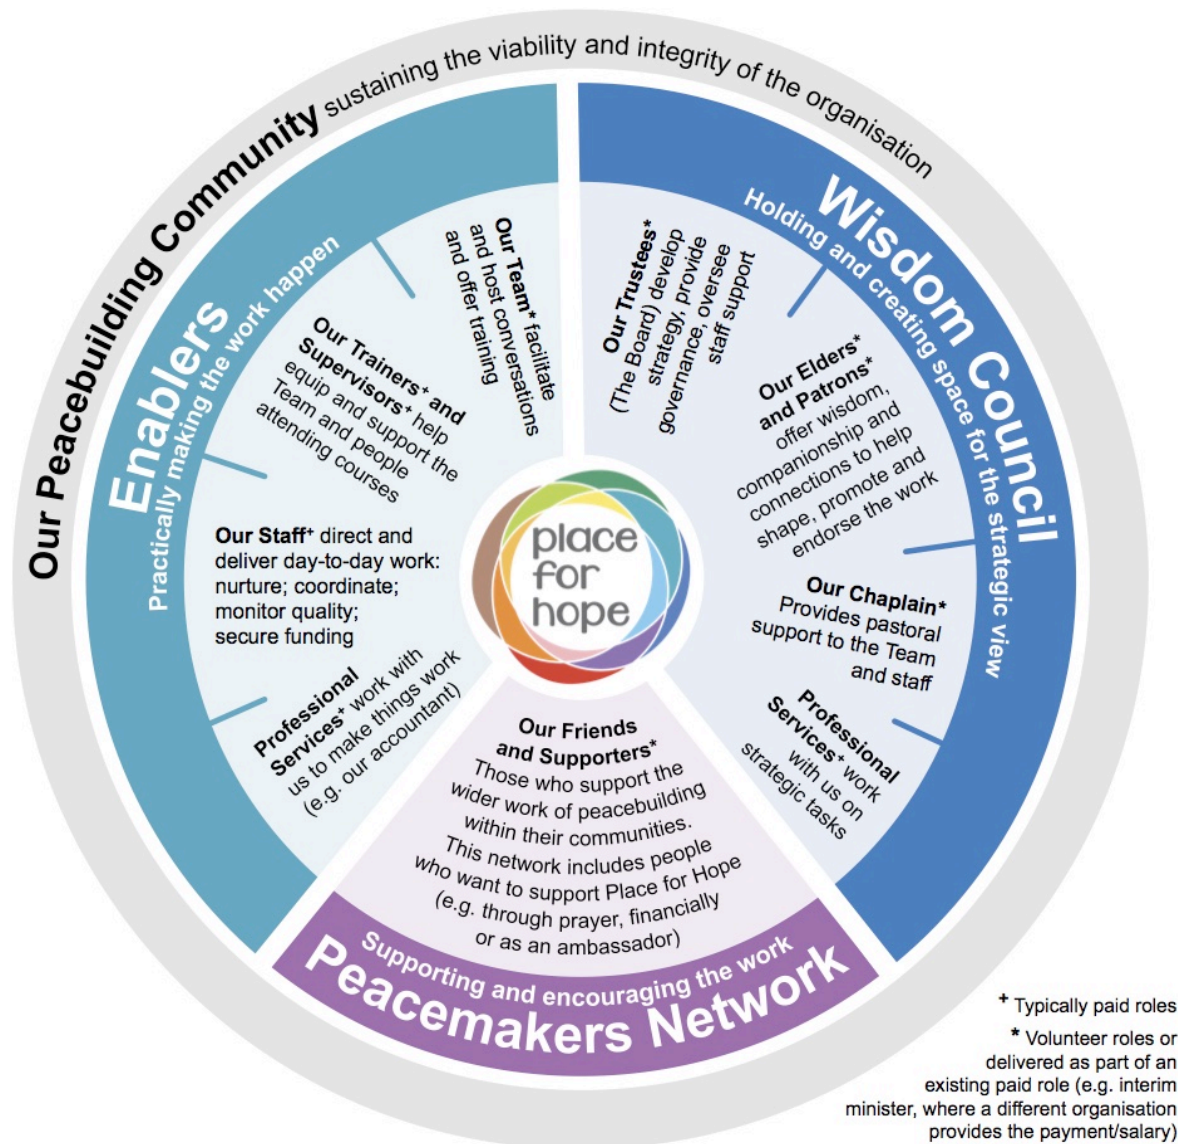 Our Peacebuilding Community sustaining the viability and integrity of the organisation
Enablers
Practically making the work happen
Our Team* facilitate
and host conversations
and offer training
Our Trainers+ and
Supervisors+ help
equip and support the
Team and people
attending courses
Our Staff+ direct and
deliver day-to-day work:
nurture; coordinate;
monitor quality;
secure funding
Professional
Services+ work with
us to make things work
(e.g. our accountant)
Wisdom Council
Holding and creating space for the strategic view
Our Trustees*
(The Board) develop
strategy, provide
governance, oversee
staff support
Our Elders*
and Patrons*
offer wisdom,
companionship and
connections to help
shape, promote and
endorse the work
Our Chaplain*
Provides pastoral
support to the Team
and staff
Professional
Services+ work
with us on
strategic tasks
place
for
hope
Our Friends
and Supporters*
Those who support the
wider work of peacebuilding
within their communities.
This network includes people
who want to support Place for Hope
(e.g. through prayer, financially
or as an ambassador)
Supporting and encouraging the work
Peacemakers Network
+ Typically paid roles
* Volunteer roles or
delivered as part of an
existing paid role (e.g. interim
minister, where a different organisation
provides the payment/salary)